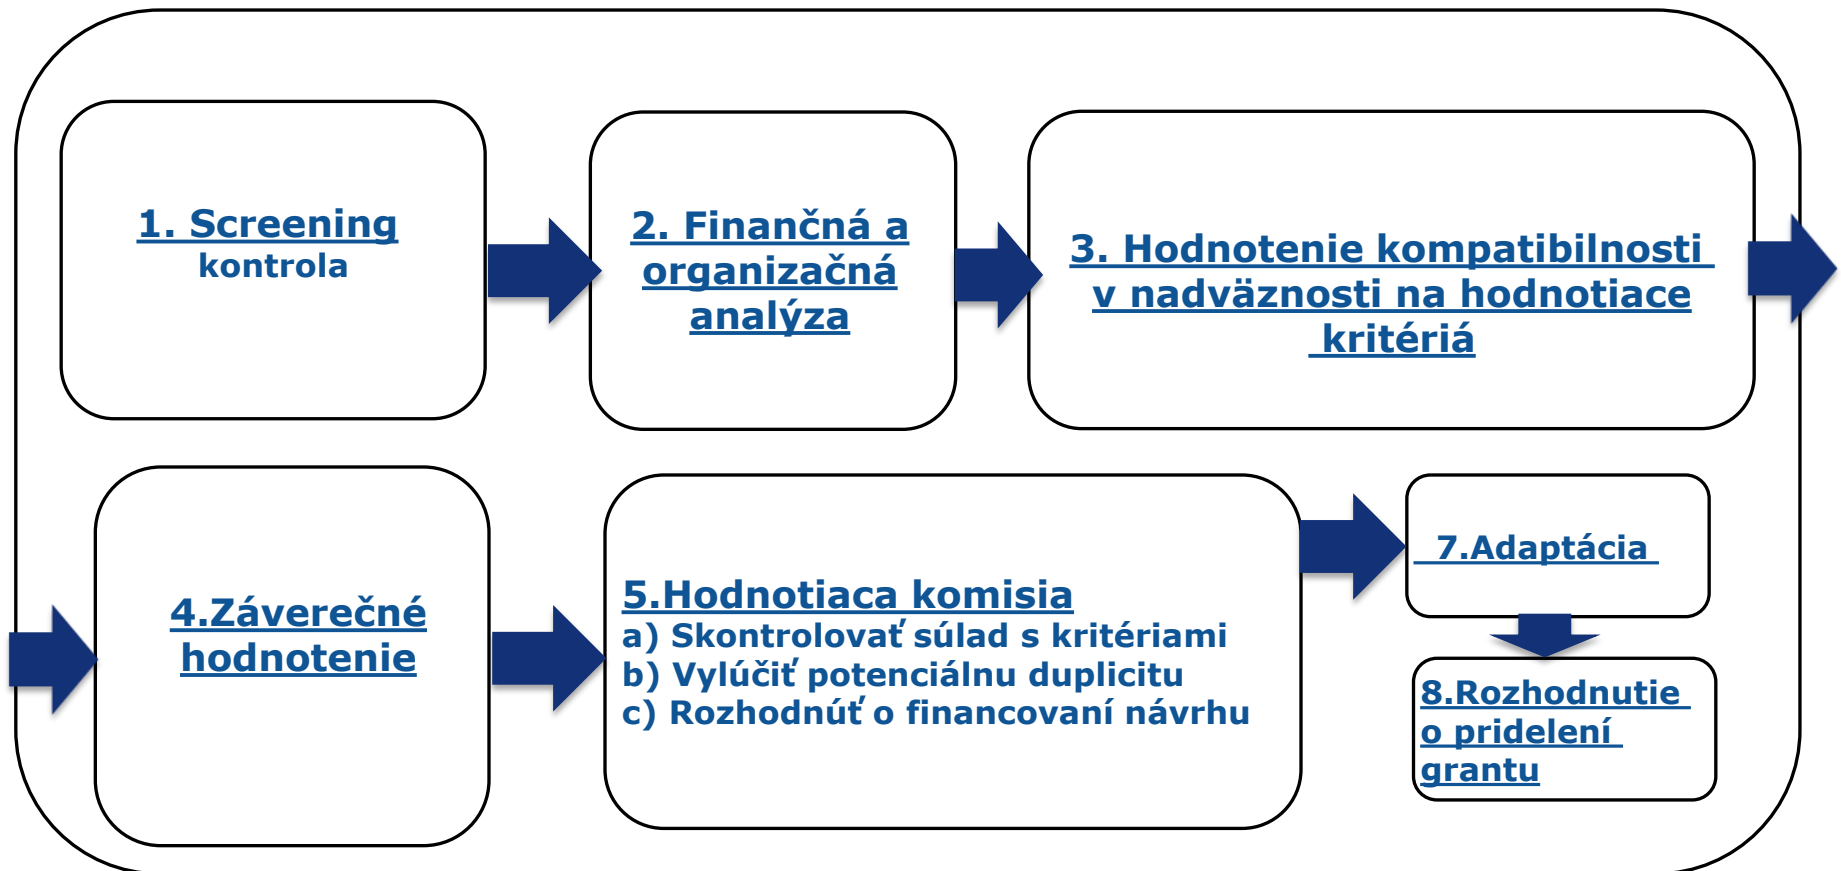 1. Screening
kontrola
2. Finančná a
organizačná
analýza
3. Hodnotenie kompatibilnosti
v nadväznosti na hodnotiace
kritériá
4.Záverečné
hodnotenie
5.Hodnotiaca komisia
a) Skontrolovať súlad s kritériami
b) Vylúčiť potenciálnu duplicitu
c) Rozhodnúť o financovaní návrhu
7.Adaptácia
8.Rozhodnutie
o pridelení
grantu